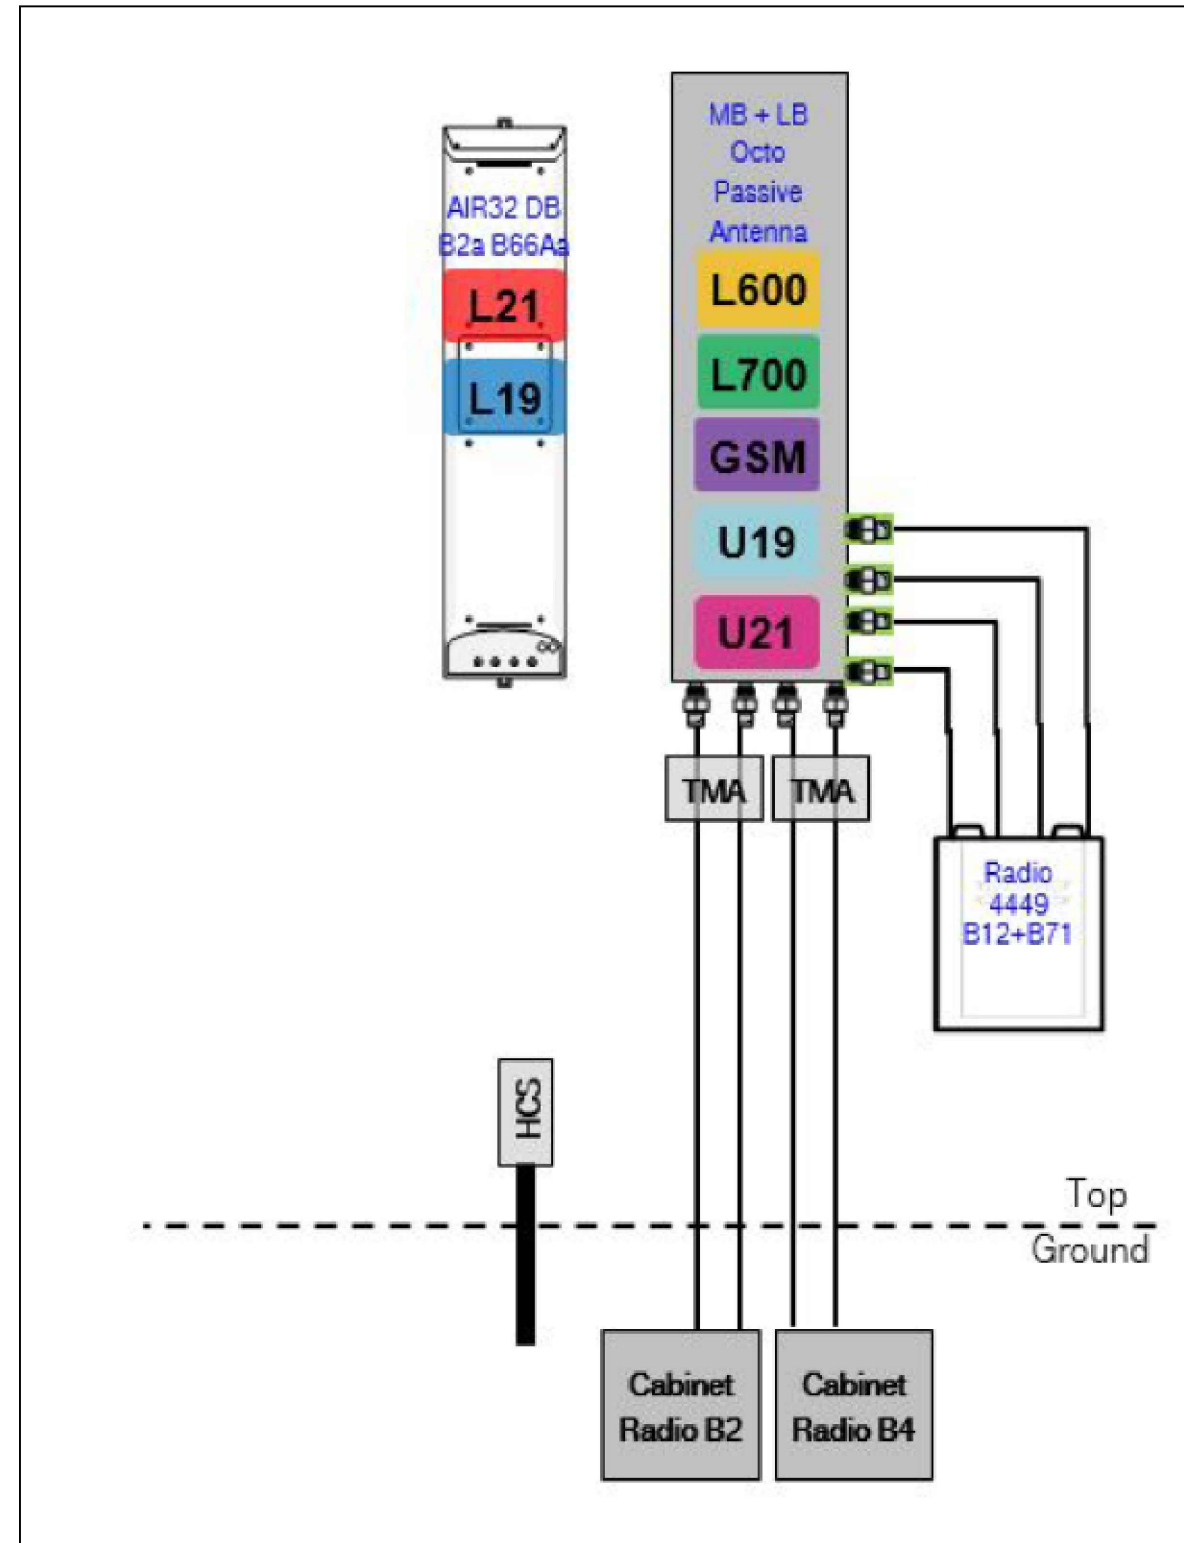 AIR32 DB
B2a B66Aa
L21
L19
MB + LB
Octo
Passive
Antenna
L600
L700
GSM
U19
U21
TMA
TMA
Radio
4449
B12+B71
HCS
Top
Ground
Cabinet
Radio B2
Cabinet
Radio B4